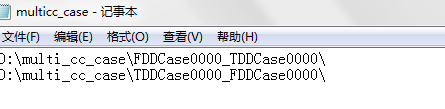 multicc_case - 记事本
文件(F) 编辑(E) 格式(O) 查看(V) 帮助(H)
D:\multi_cc_case\FDDCase0000_TDDCase0000\
D:\multi_cc_case\TDDCase0000_FDDCase0000\